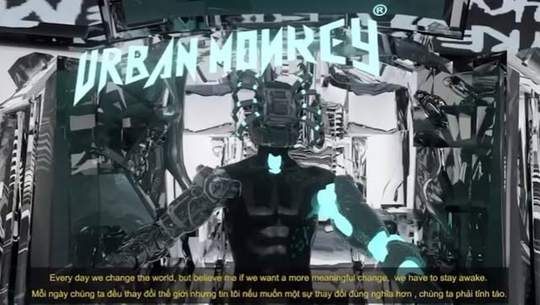 URBAN MONKEY®
Every day we change the world, but believe me if we want a more meaningful change, we have to stay awake.
Mỗi ngày chúng ta đều thay đổi thế giới nhưng tin tôi nếu muốn một sự thay đổi đúng nghĩa hơn , chúng ta phải tỉnh táo.